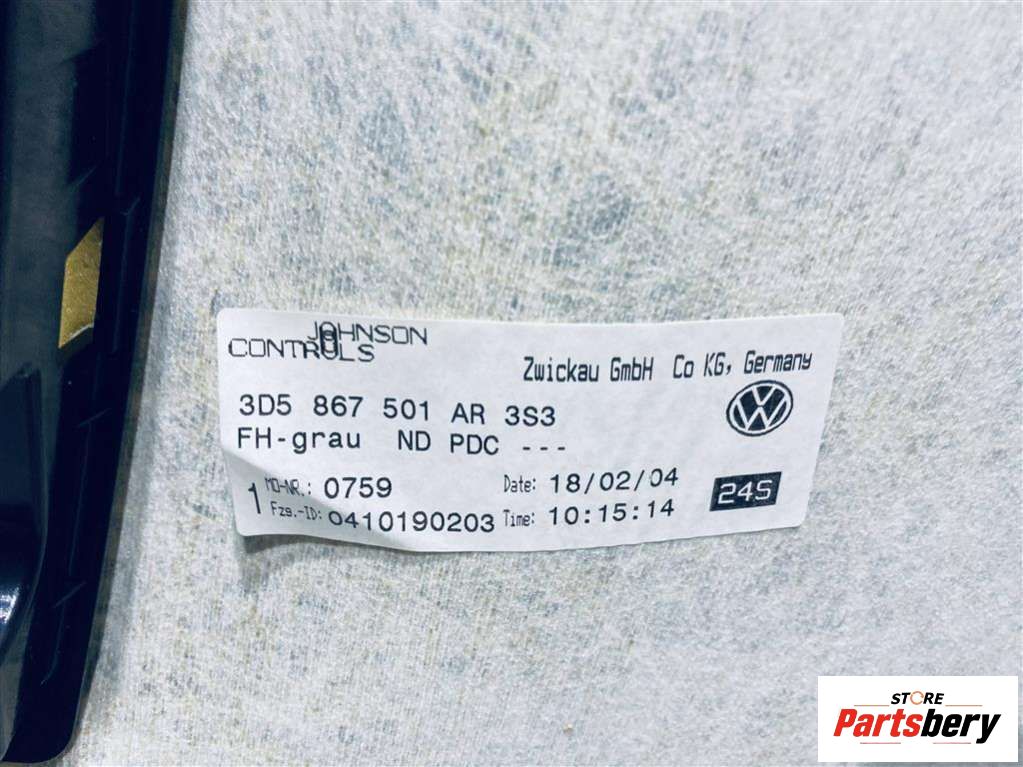 JOHNSON
CONTROLS
Zwickau GmbH Co KG, Germany
3D5 867 501 AR 3S3
FH-grau ND PDC ---
1 MD-NR.: 0759
Date: 18/02/04
24S
Fzg.-ID: 0410190203
Time: 10:15:14
STORE
Partsbery